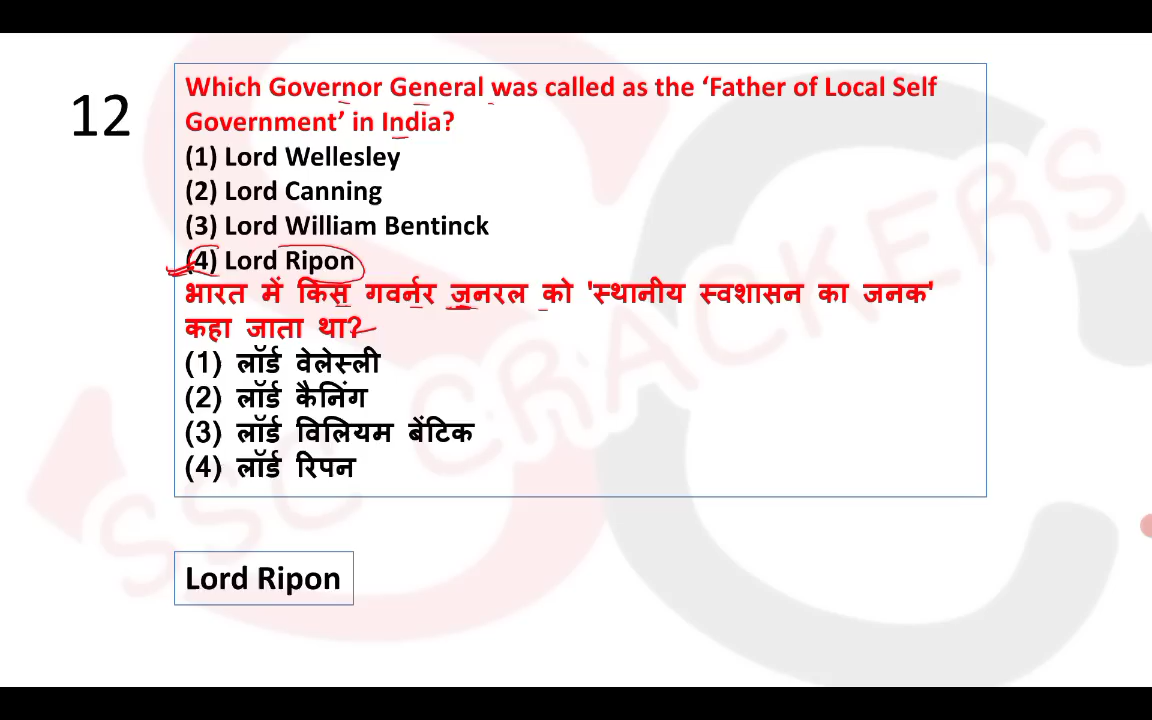 12
Which Governor General was called as the ‘Father of Local Self
Government’ in India?
(1) Lord Wellesley
(2) Lord Canning
(3) Lord William Bentinck
(4) Lord Ripon
भारत में किस गवर्नर जनरल को 'स्थानीय स्वशासन का जनक'
कहा जाता था?
(1) लॉर्ड वेलेस्ली
(2) लॉर्ड कैनिंग
(3) लॉर्ड विलियम बेंटिक
(4) लॉर्ड रिपन
Lord Ripon
SSC CRACKERS